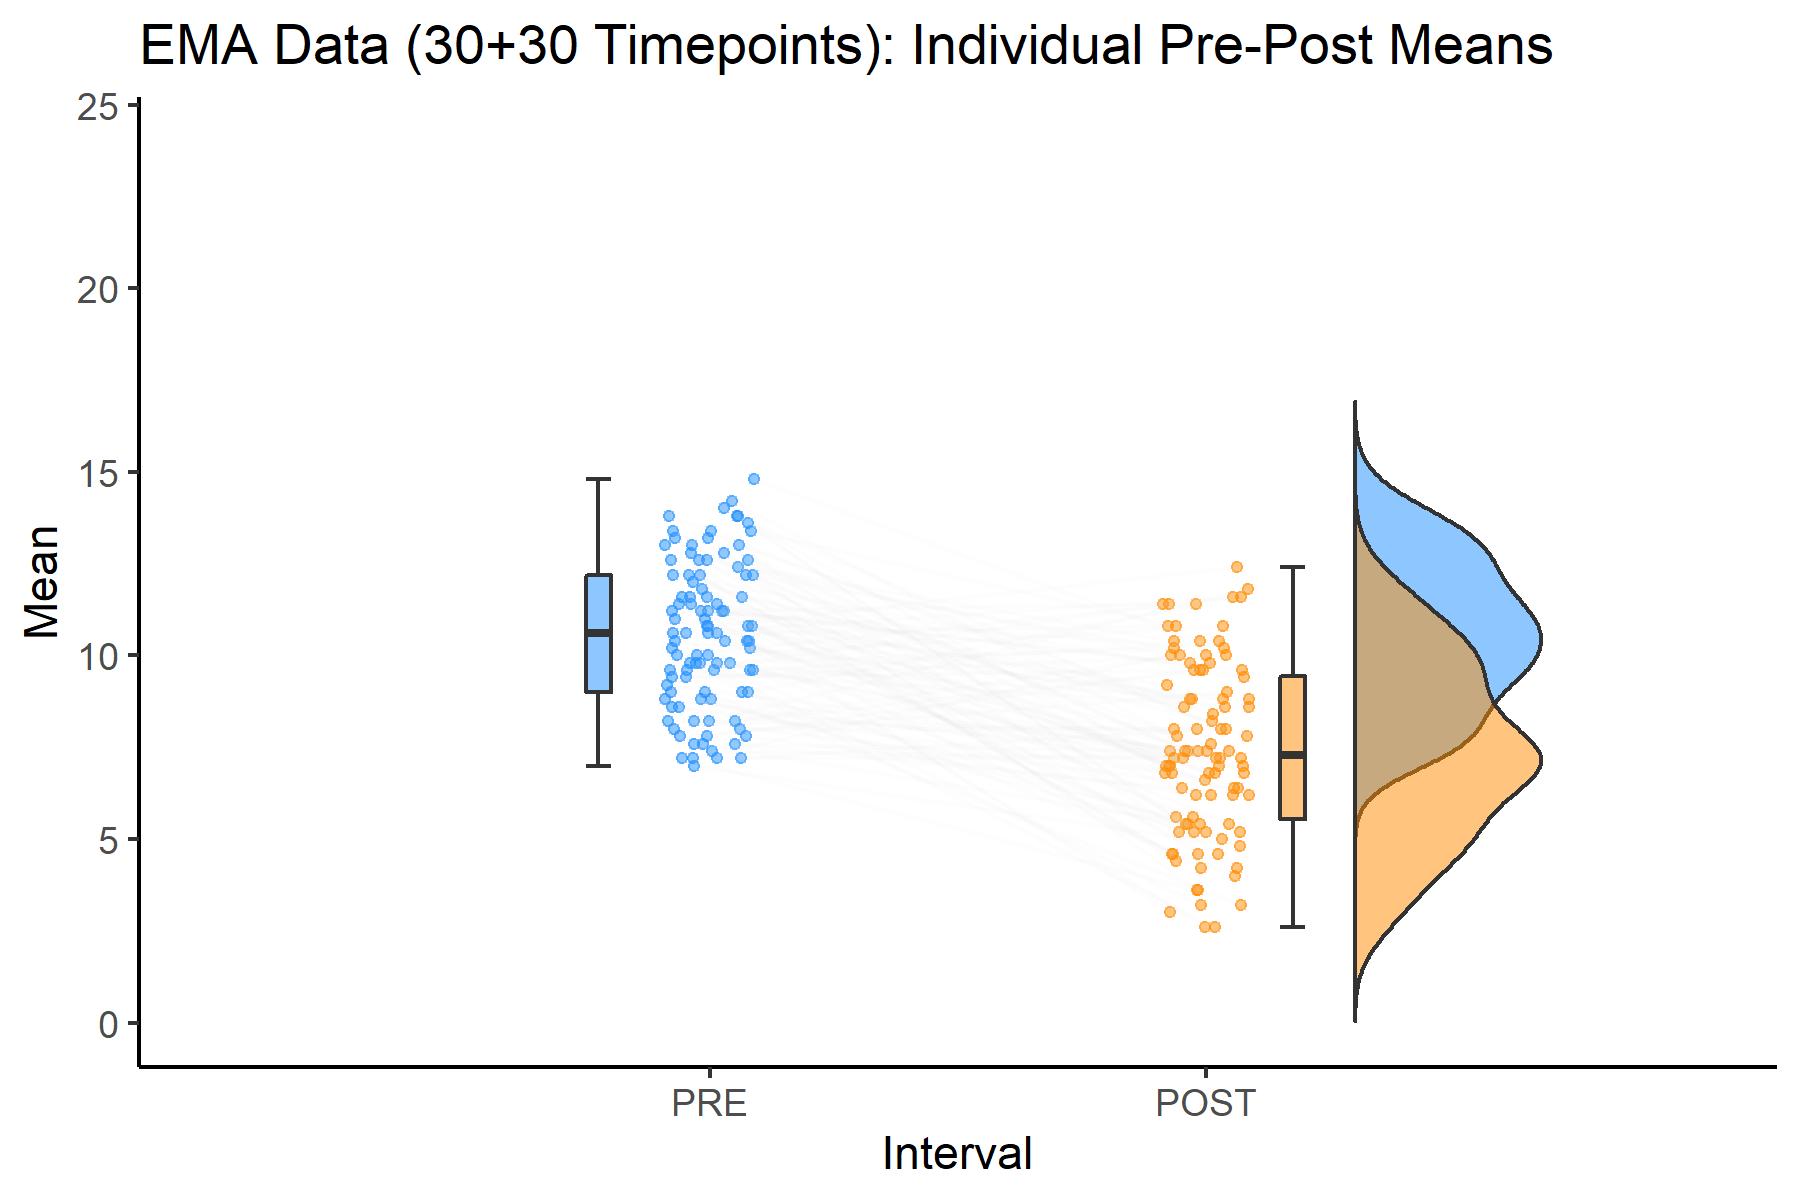 EMA Data (30+30 Timepoints): Individual Pre-Post Means
25
20
15
10
5
0
Mean
PRE
POST
Interval